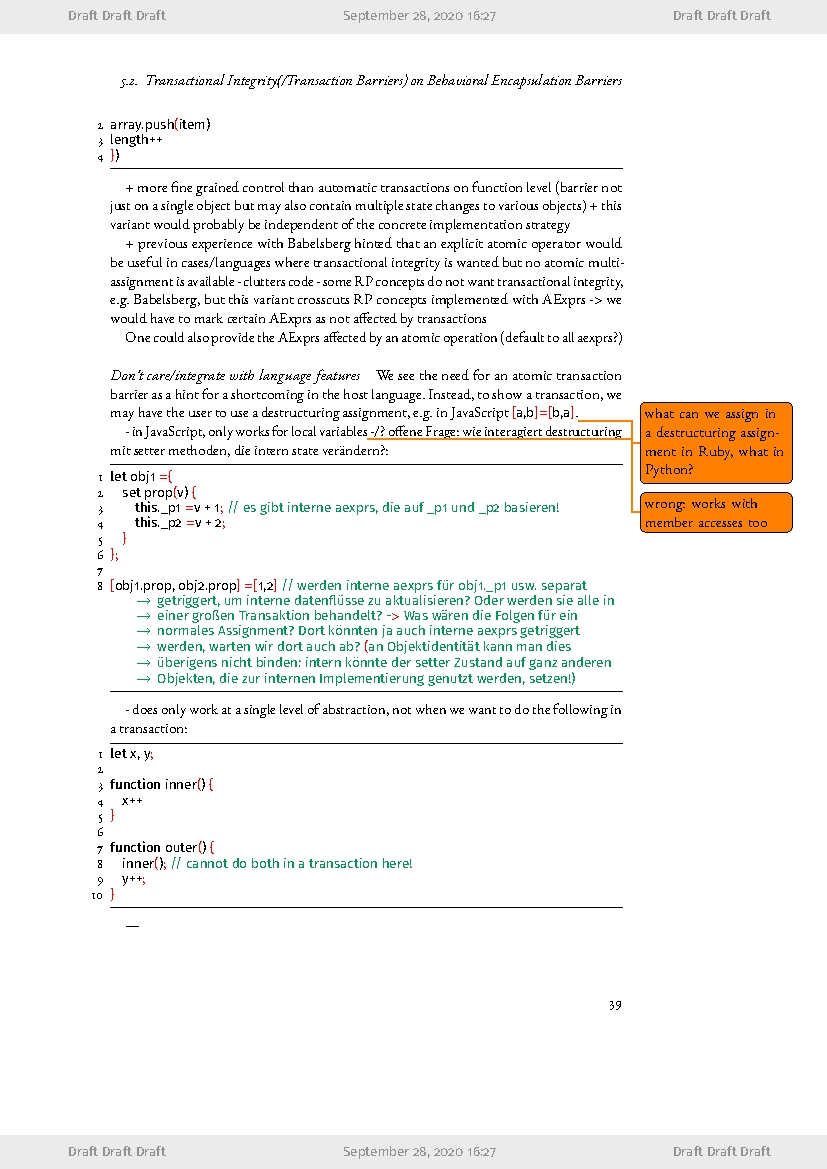 Draft Draft Draft September 28, 2020 16:27 Draft Draft Draft
5.2. Transactional Integrity(/Transaction Barriers) on Behavioral Encapsulation Barriers
2 array.push(item)
3 length++
4 })
+ more fine grained control than automatic transactions on function level (barrier not
just on a single object but may also contain multiple state changes to various objects) + this
variant would probably be independent of the concrete implementation strategy
+ previous experience with Babelsberg hinted that an explicit atomic operator would
be useful in cases/languages where transactional integrity is wanted but no atomic multi-
assignment is available - clutters code - some RP concepts do not want transactional integrity,
e.g. Babelsberg, but this variant crosscuts RP concepts implemented with AExprs -> we
would have to mark certain AExprs as not affected by transactions
One could also provide the AExprs affected by an atomic operation (default to all aexprs?)
Don't care/integrate with language features We see the need for an atomic transaction
barrier as a hint for a shortcoming in the host language. Instead, to show a transaction, we
may have the user to use a destructuring assignment, e.g. in JavaScript [a,b]=[b,a].
- in JavaScript, only works for local variables -/? offene Frage: wie interagiert destructuring
mit setter methoden, die intern state verändern?:
what can we assign in
a destructuring assign-
ment in Ruby, what in
Python?
wrong: works with
member accesses too
1 let obj1 ={
2 set prop(v) {
3 this._p1 =v + 1; // es gibt interne aexprs, die auf _p1 und _p2 basieren!
4 this._p2 =v + 2;
5 }
6 };
7
8 [obj1.prop, obj2.prop] =[1,2] // werden interne aexprs für obj1._p1 usw. separat
→ getriggert, um interne datenflüsse zu aktualisieren? Oder werden sie alle in
→ einer großen Transaktion behandelt? -> Was wären die Folgen für ein
→ normales Assignment? Dort könnten ja auch interne aexprs getriggert
→ werden, warten wir dort auch ab? (an Objektidentität kann man dies
→ überigens nicht binden: intern könnte der setter Zustand auf ganz anderen
→ Objekten, die zur internen Implementierung genutzt werden, setzen!)
- does only work at a single level of abstraction, not when we want to do the following in
a transaction:
1 let x, y;
2
3 function inner() {
4 x++
5 }
6
7 function outer() {
8 inner(); // cannot do both in a transaction here!
9 y++;
10 }
—
39
Draft Draft Draft September 28, 2020 16:27 Draft Draft Draft